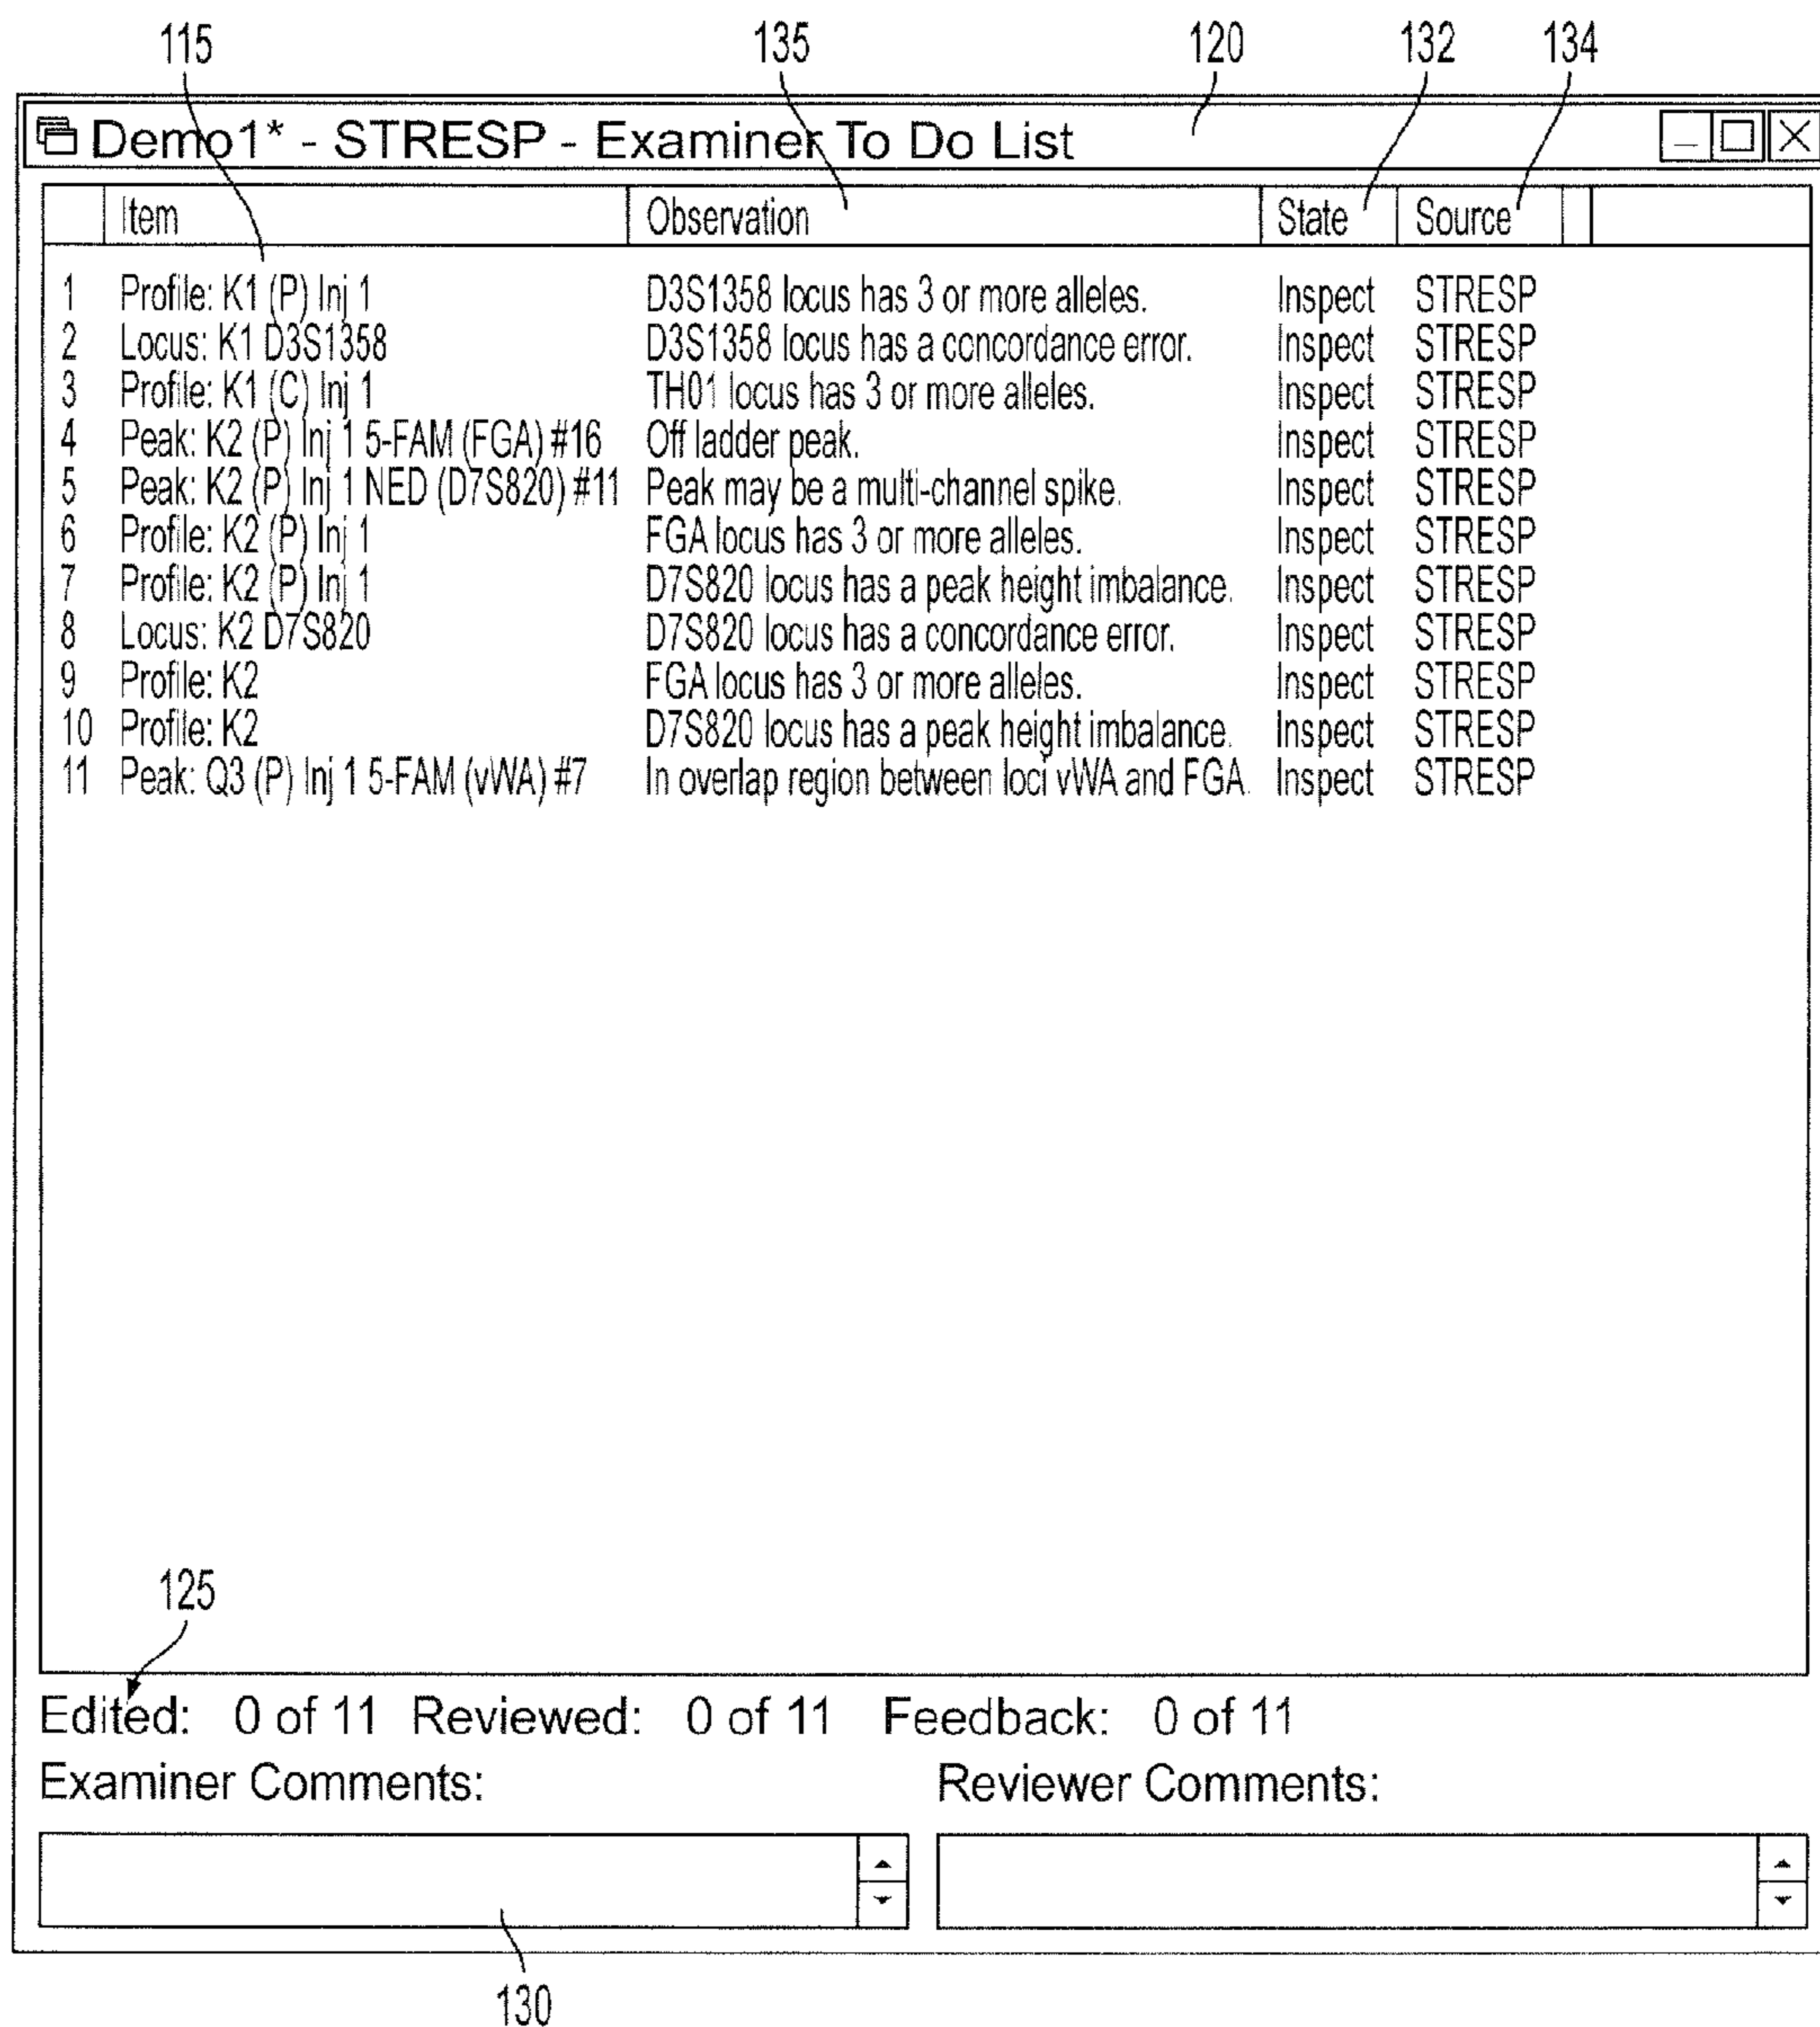 115 135 120 132 134
Demo1* - STRESP - Examiner To Do List
Item Observation State Source
1 Profile: K1 (P) Inj 1 D3S1358 locus has 3 or more alleles. Inspect STRESP
2 Locus: K1 D3S1358 D3S1358 locus has a concordance error. Inspect STRESP
3 Profile: K1 (C) Inj 1 TH01 locus has 3 or more alleles. Inspect STRESP
4 Peak: K2 (P) Inj 1 5-FAM (FGA) #16 Off ladder peak. Inspect STRESP
5 Peak: K2 (P) Inj 1 NED (D7S820) #11 Peak may be a multi-channel spike. Inspect STRESP
6 Profile: K2 (P) Inj 1 FGA locus has 3 or more alleles. Inspect STRESP
7 Profile: K2 (P) Inj 1 D7S820 locus has a peak height imbalance. Inspect STRESP
8 Locus: K2 D7S820 D7S820 locus has a concordance error. Inspect STRESP
9 Profile: K2 FGA locus has 3 or more alleles. Inspect STRESP
10 Profile: K2 D7S820 locus has a peak height imbalance. Inspect STRESP
11 Peak: Q3 (P) Inj 1 5-FAM (vWA) #7 In overlap region between loci vWA and FGA. Inspect STRESP
125
Edited: 0 of 11 Reviewed: 0 of 11 Feedback: 0 of 11
Examiner Comments: Reviewer Comments:
130